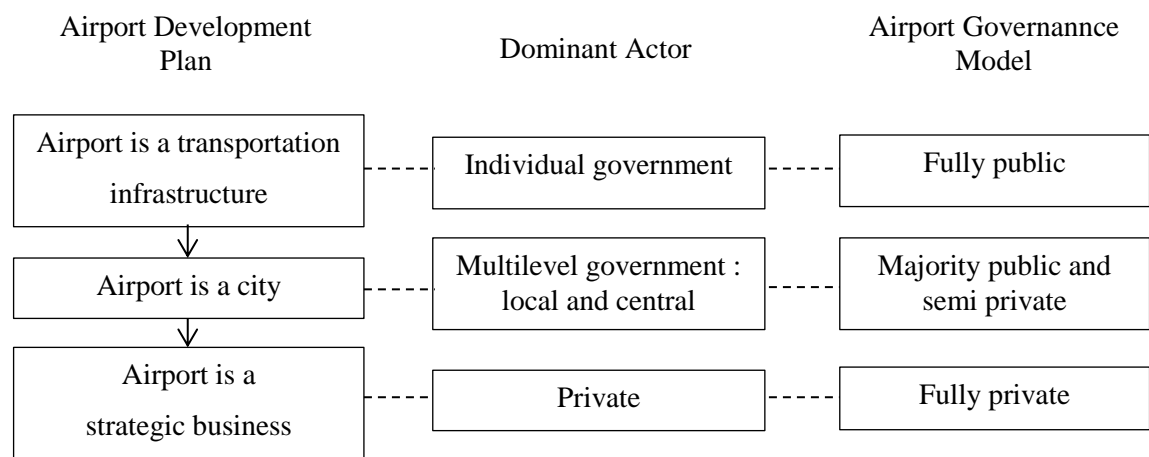 Airport Development
Plan
Dominant Actor
Airport Governannce
Model
Airport is a transportation
infrastructure
Individual government
Fully public
Airport is a city
Multilevel government :
local and central
Majority public and
semi private
Airport is a
strategic business
Private
Fully private